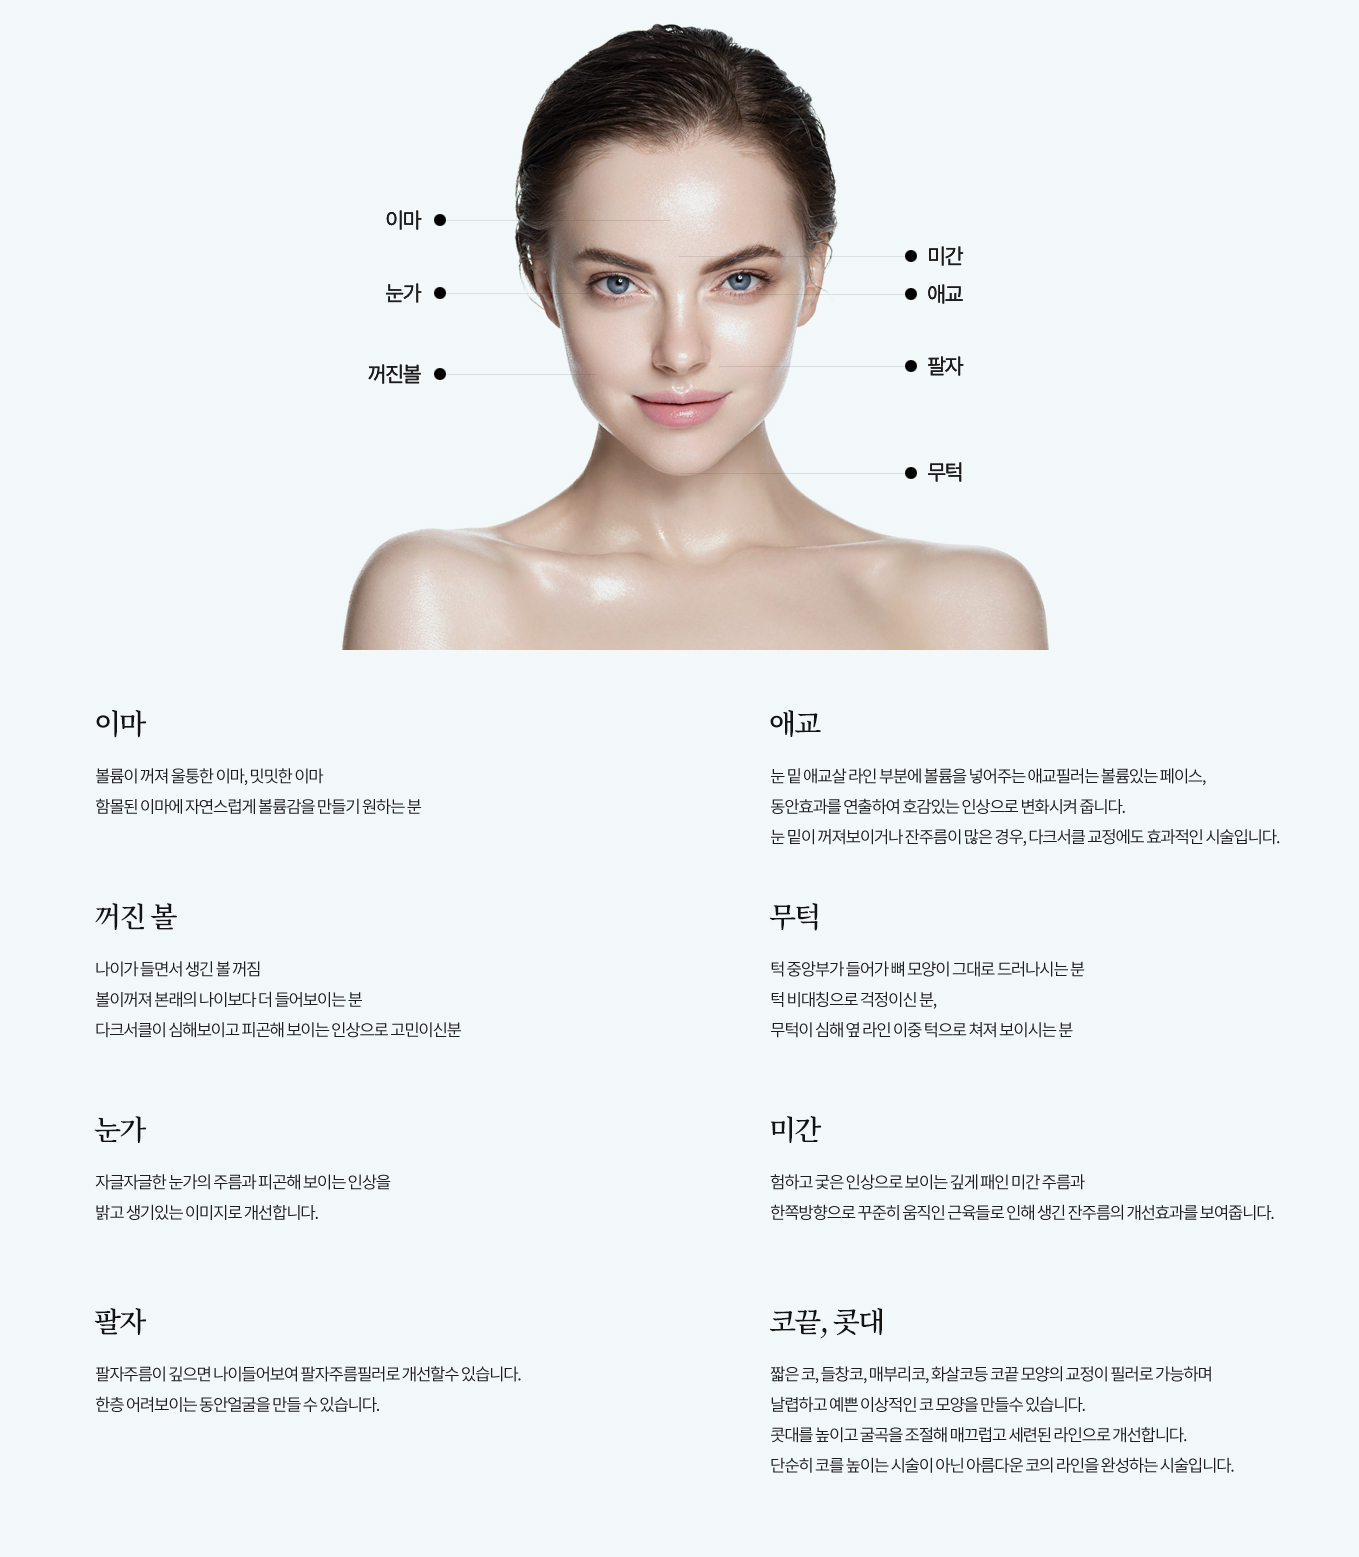 이마
눈가
꺼진볼
미간
애교
팔자
무턱
이마
볼륨이 꺼져 울퉁한 이마, 밋밋한 이마
함몰된 이마에 자연스럽게 볼륨감을 만들기 원하는 분
애교
눈 밑 애교살 라인 부분에 볼륨을 넣어주는 애교필러는 볼륨있는 페이스,
동안효과를 연출하여 호감있는 인상으로 변화시켜 줍니다.
눈 밑이 꺼져보이거나 잔주름이 많은 경우, 다크서클 교정에도 효과적인 시술입니다.
꺼진 볼
나이가 들면서 생긴 볼 꺼짐
볼이꺼져 본래의 나이보다 더 들어보이는 분
다크서클이 심해보이고 피곤해 보이는 인상으로 고민이신분
무턱
턱 중앙부가 들어가 뼈 모양이 그대로 드러나시는 분
턱 비대칭으로 걱정이신 분,
무턱이 심해 옆 라인 이중 턱으로 쳐져 보이시는 분
눈가
자글자글한 눈가의 주름과 피곤해 보이는 인상을
밝고 생기있는 이미지로 개선합니다.
미간
험하고 궂은 인상으로 보이는 깊게 패인 미간 주름과
한쪽방향으로 꾸준히 움직인 근육들로 인해 생긴 잔주름의 개선효과를 보여줍니다.
팔자
팔자주름이 깊으면 나이들어보여 팔자주름필러로 개선할수 있습니다.
한층 어려보이는 동안얼굴을 만들 수 있습니다.
코끝, 콧대
짧은 코, 들창코, 매부리코, 화살코등 코끝 모양의 교정이 필러로 가능하며
날렵하고 예쁜 이상적인 코 모양을 만들수 있습니다.
콧대를 높이고 굴곡을 조절해 매끄럽고 세련된 라인으로 개선합니다.
단순히 코를 높이는 시술이 아닌 아름다운 코의 라인을 완성하는 시술입니다.